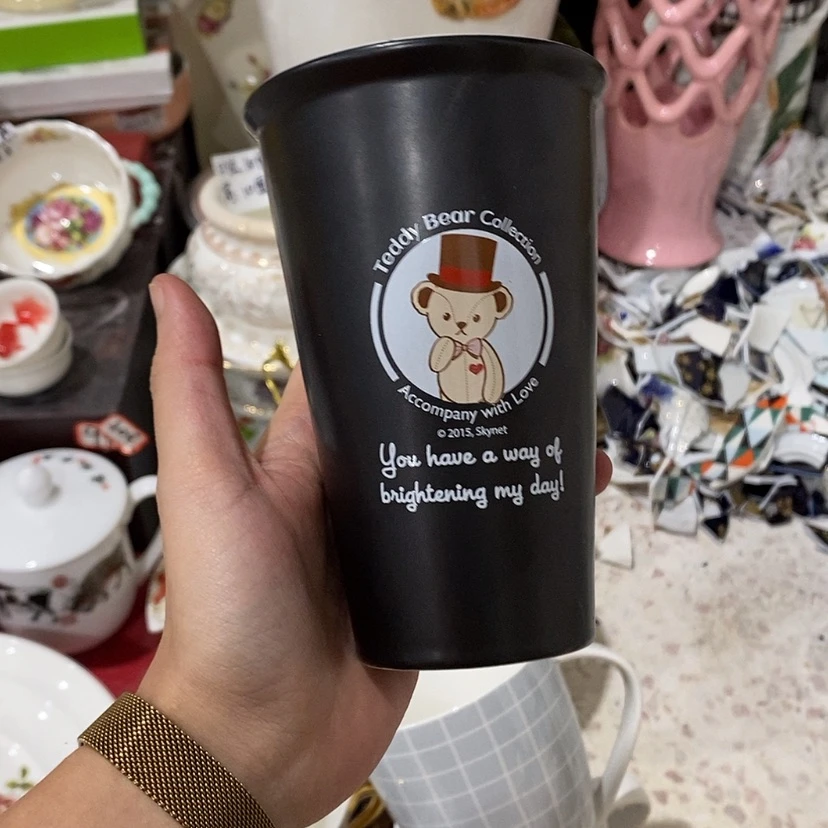 Teddy Bear Collection
Accompany with Love
© 2015, Skynet
You have a way of
brightening my day!